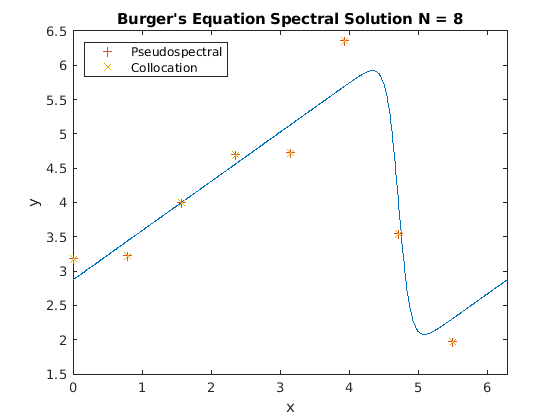 Burger's Equation Spectral Solution N = 8
Pseudospectral
Collocation
6.5
6
5.5
5
4.5
4
3.5
3
2.5
2
1.5
y
0 1 2 3 4 5 6
x